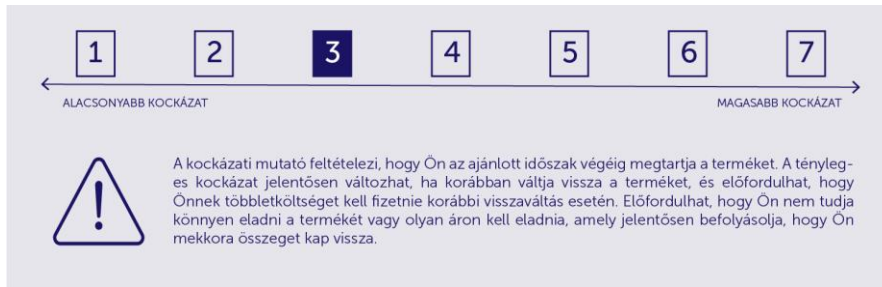 1 2 3 4 5 6 7
ALACSONYABB KOCKÁZAT MAGASABB KOCKÁZAT
A kockázati mutató feltételezi, hogy Ön az ajánlott időszak végéig megtartja a terméket. A tényleg-
es kockázat jelentősen változhat, ha korábban váltja vissza a terméket, és előfordulhat, hogy
Önnek többletköltséget kell fizetnie korábbi visszaváltás esetén. Előfordulhat, hogy Ön nem tudja
könnyen eladni a termékét vagy olyan áron kell eladnia, amely jelentősen befolyásolja, hogy Ön
mekkora összeget kap vissza.